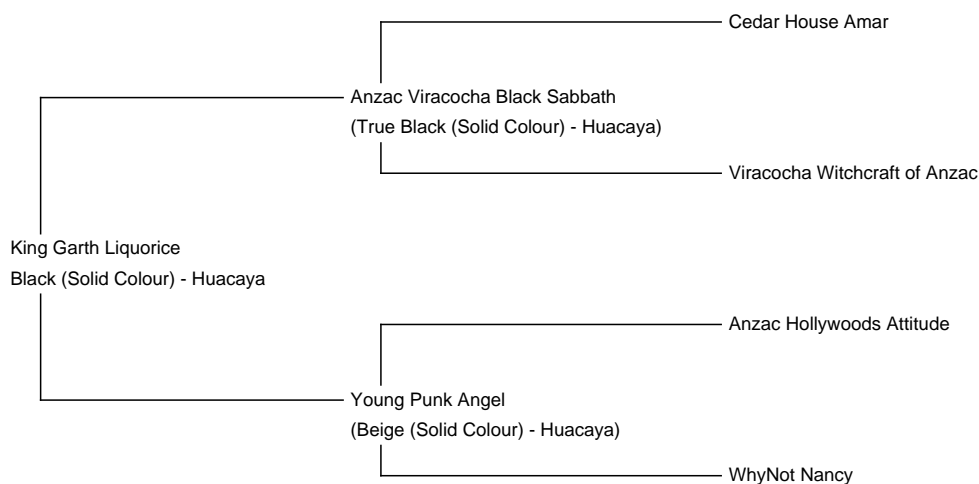 Cedar House Amar
Anzac Viracocha Black Sabbath
(True Black (Solid Colour) - Huacaya)
Viracocha Witchcraft of Anzac
King Garth Liquorice
Black (Solid Colour) - Huacaya
Anzac Hollywoods Attitude
Young Punk Angel
(Beige (Solid Colour) - Huacaya)
WhyNot Nancy